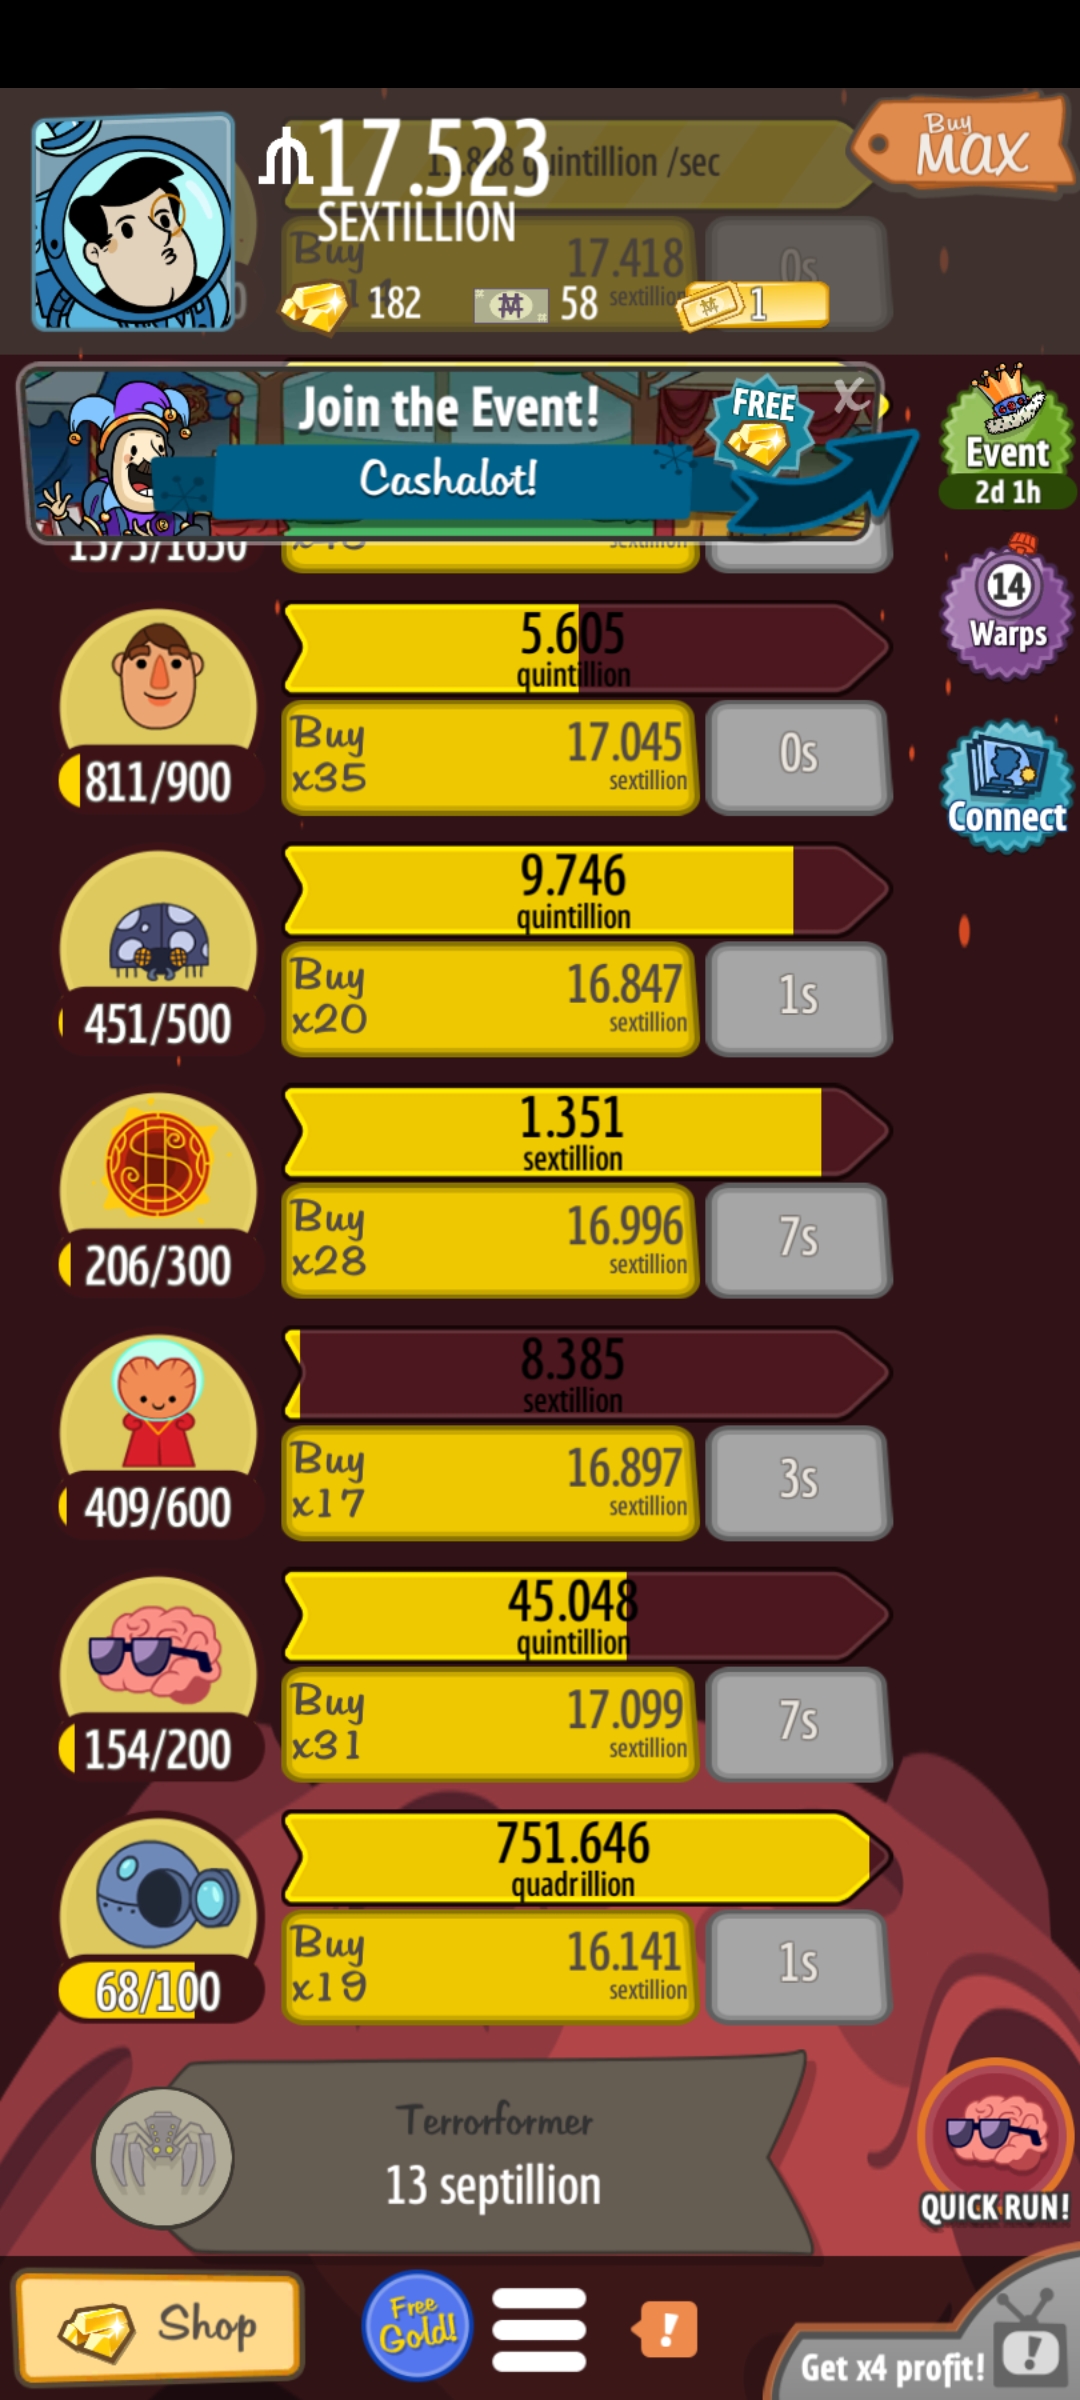 17.523
SEXTILLION
quintillion /sec
Buy
MAX
Buy
17.418
sextillion
0s
182
58
1
Join the Event!
FREE
X
Cashalot!
Event
2d 1h
1575/1650
14
Warps
5.605
quintillion
Buy
x35
17.045
sextillion
0s
811/900
Connect
9.746
quintillion
Buy
x20
16.847
sextillion
1s
451/500
1.351
sextillion
Buy
x28
16.996
sextillion
7s
206/300
8.385
sextillion
Buy
x17
16.897
sextillion
3s
409/600
45.048
quintillion
Buy
x31
17.099
sextillion
7s
154/200
751.646
quadrillion
Buy
x19
16.141
sextillion
1s
68/100
Terrorformer
13 septillion
QUICK RUN!
Shop
Free
Gold!
!
Get x4 profit!
!